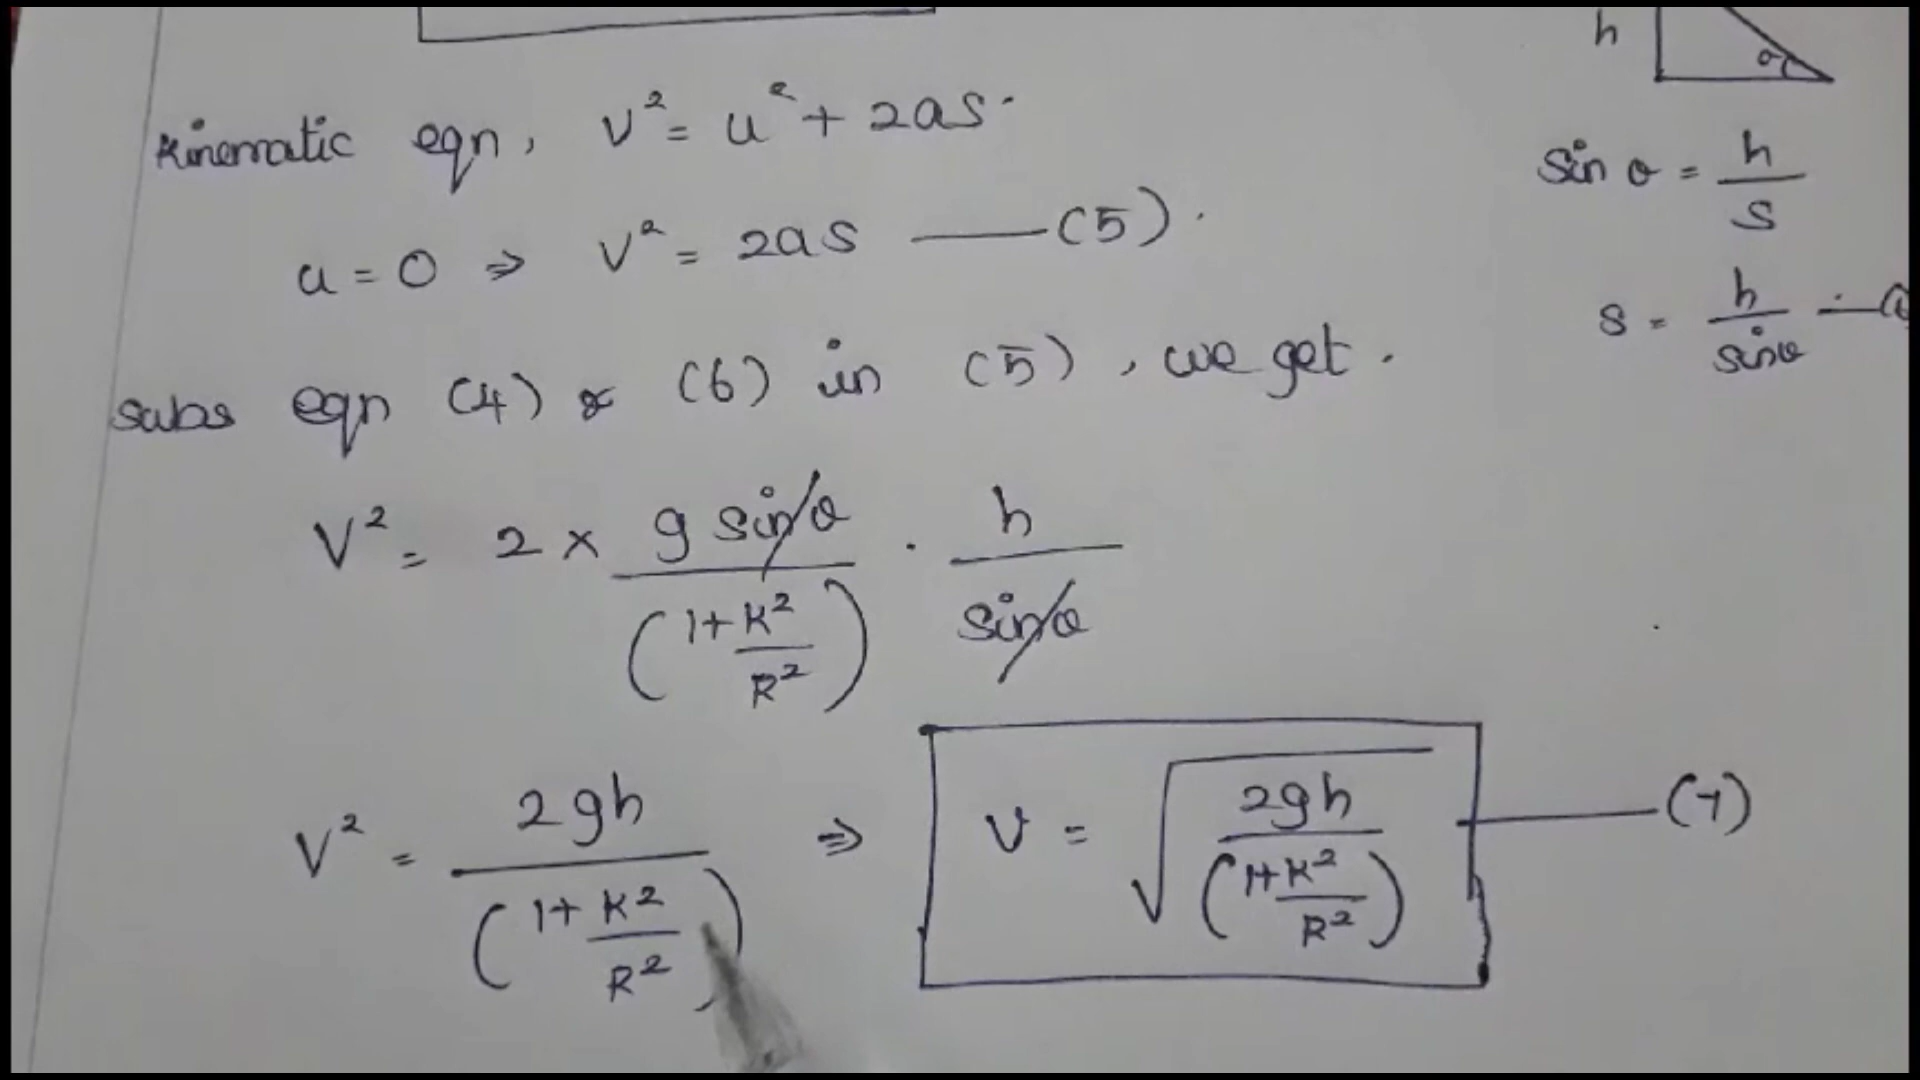 h
θ
Kinematic eqn, V² = u² + 2as.
sin θ = h/s
u = 0 ⇒ V² = 2as —— (5).
s = h/sinθ —
subs eqn (4) & (6) in (5), we get.
V² = 2 × g sinθ/(1+K²/R²) . h/sinθ
V² = 2gh/(1+K²/R²) ⇒ V = √(2gh/(1+K²/R²)) —— (7)